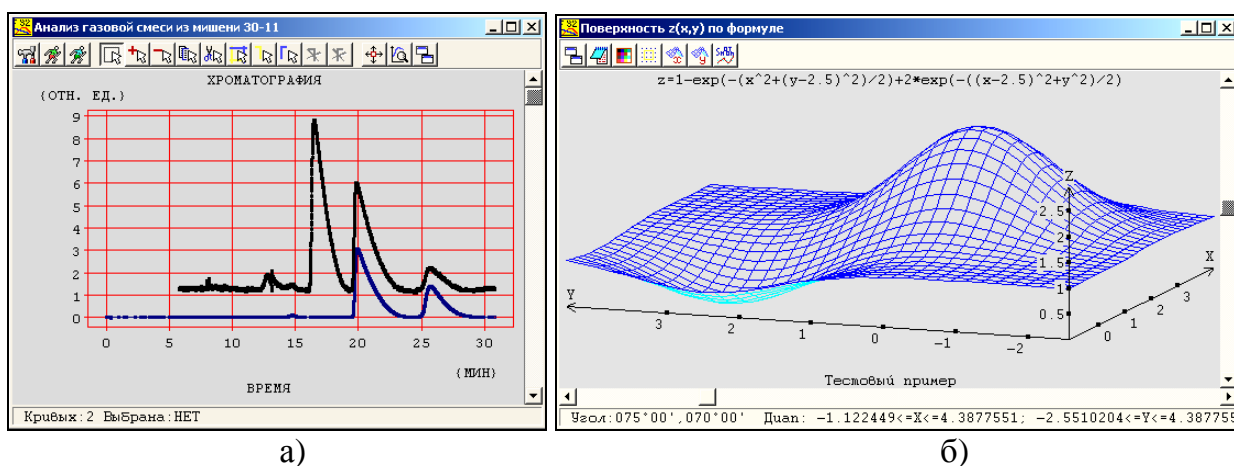 Анализ газовой смеси из мишени 30-11
ХРОМАТОГРАФИЯ
(ОТН. ЕД.)
9
8
7
6
5
4
3
2
1
0
0 5 10 15 20 25 30
(МИН)
ВРЕМЯ
Кривых:2 Выбрана:НЕТ
а)
Поверхность z(x,y) по формуле
z=1-exp(-(x^2+(y-2.5)^2)/2)+2*exp(-((x-2.5)^2+y^2)/2)
Z
2.5
2
1.5
1
0.5
X
3
2
1
0
Y
3 2 1 0 -1 -2
Тестовый пример
Угол:075°00',070°00' Диап: -1.122449<=X<=4.3877551; -2.5510204<=Y<=4.387755
б)